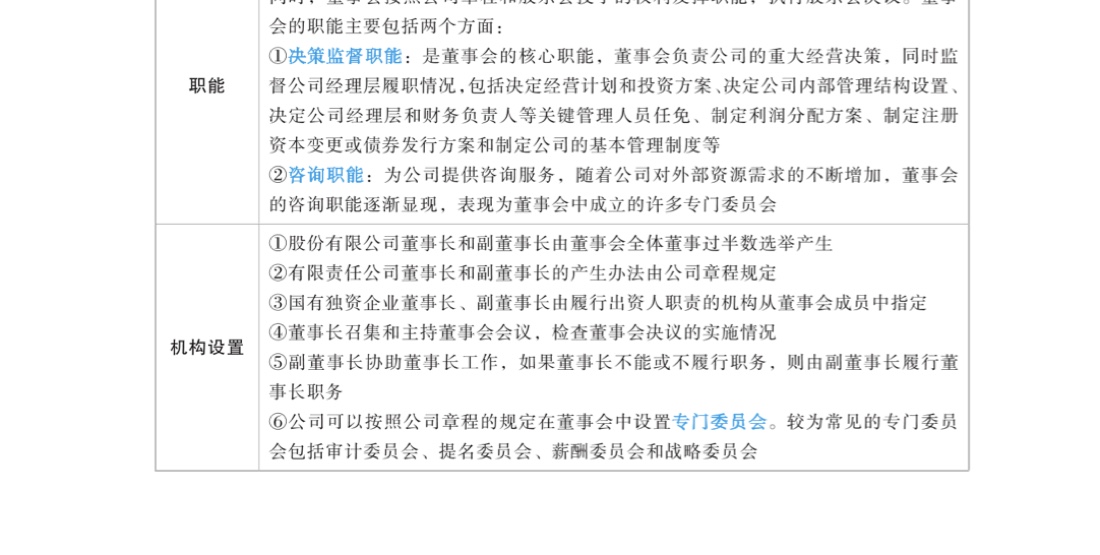 会的职能主要包括两个方面：
①决策监督职能：是董事会的核心职能，董事会负责公司的重大经营决策，同时监
督公司经理层履职情况，包括决定经营计划和投资方案、决定公司内部管理结构设置、
职能
决定公司经理层和财务负责人等关键管理人员任免、制定利润分配方案、制定注册
资本变更或债券发行方案和制定公司的基本管理制度等
②咨询职能：为公司提供咨询服务，随着公司对外部资源需求的不断增加，董事会
的咨询职能逐渐显现，表现为董事会中成立的许多专门委员会
①股份有限公司董事长和副董事长由董事会全体董事过半数选举产生
②有限责任公司董事长和副董事长的产生办法由公司章程规定
③国有独资企业董事长、副董事长由履行出资人职责的机构从董事会成员中指定
④董事长召集和主持董事会会议，检查董事会决议的实施情况
机构设置
⑤副董事长协助董事长工作，如果董事长不能或不履行职务，则由副董事长履行董
事长职务
⑥公司可以按照公司章程的规定在董事会中设置专门委员会。较为常见的专门委员
会包括审计委员会、提名委员会、薪酬委员会和战略委员会